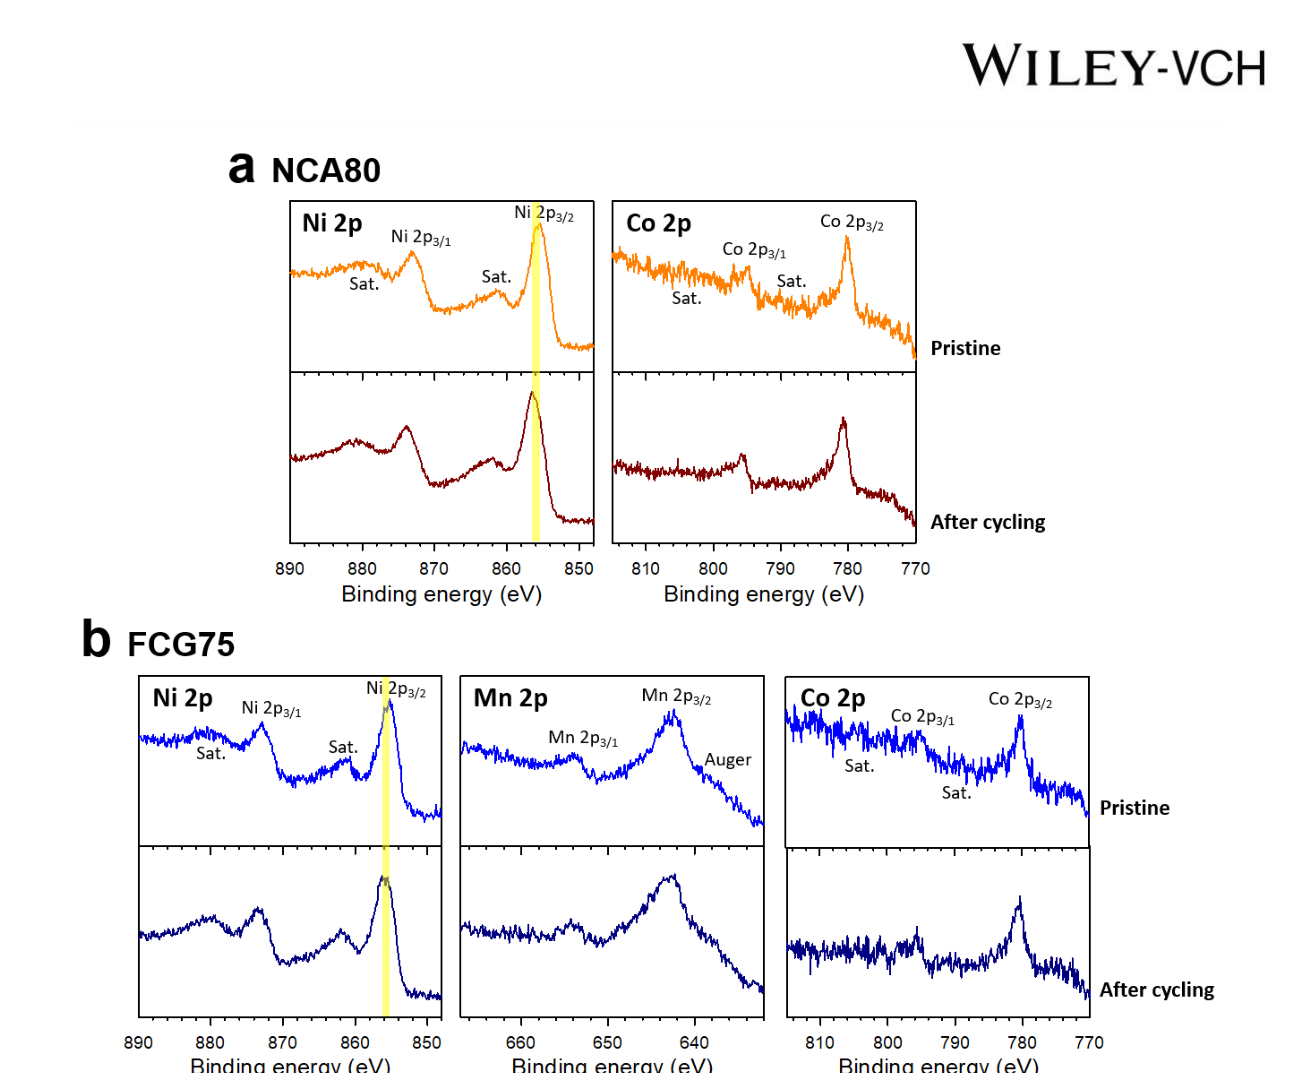 WILEY-VCH
a NCA80
Ni 2p
Ni 2p3/1
Ni 2p3/2
Sat.
Sat.
Co 2p
Co 2p3/1
Co 2p3/2
Sat.
Sat.
Pristine
After cycling
890 880 870 860 850
810 800 790 780 770
Binding energy (eV)
Binding energy (eV)
b FCG75
Ni 2p
Ni 2p3/1
Ni 2p3/2
Sat.
Sat.
Mn 2p
Mn 2p3/1
Mn 2p3/2
Auger
Co 2p
Co 2p3/1
Co 2p3/2
Sat.
Sat.
Pristine
After cycling
890 880 870 860 850
660 650 640
810 800 790 780 770
Binding energy (eV)
Binding energy (eV)
Binding energy (eV)